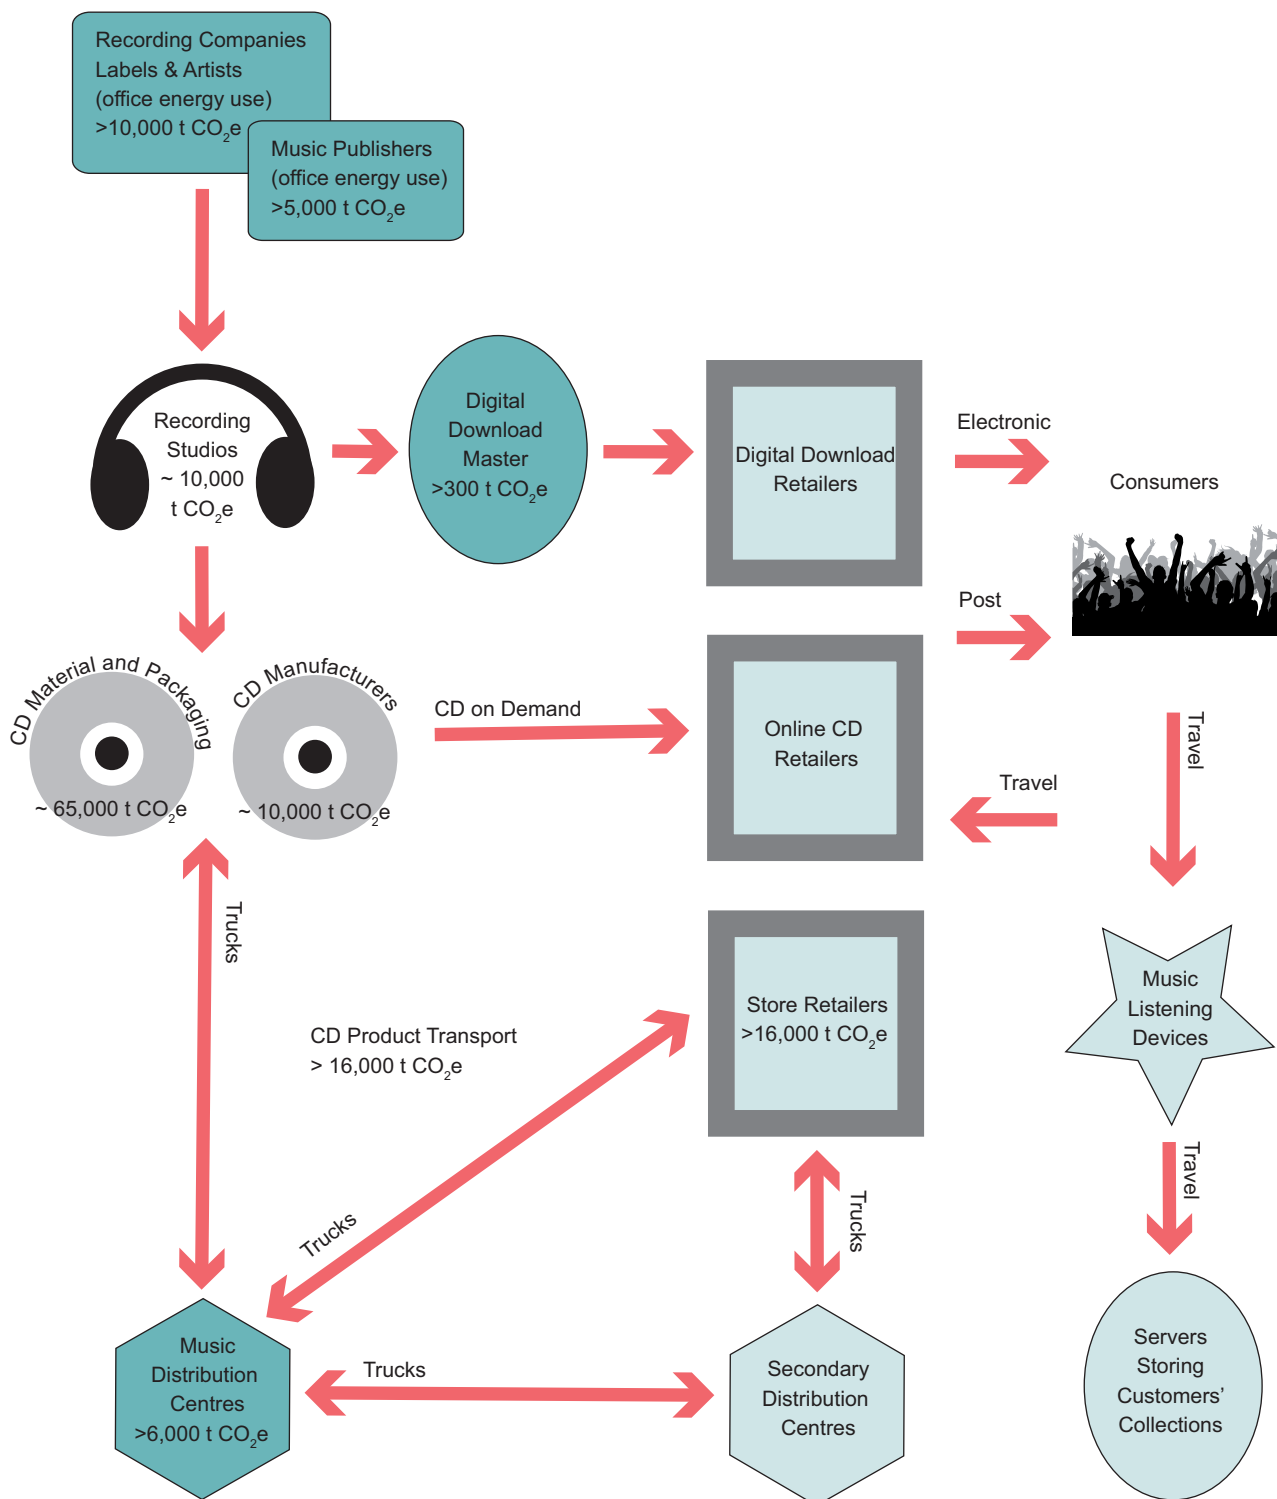 Recording Companies
Labels & Artists
(office energy use)
>10,000 t CO₂e
Music Publishers
(office energy use)
>5,000 t CO₂e
Recording
Studios
~ 10,000
t CO₂e
Digital
Download
Master
>300 t CO₂e
Digital Download
Retailers
Electronic
Consumers
Post
CD Material and Packaging
~ 65,000 t CO₂e
CD Manufacturers
~ 10,000 t CO₂e
CD on Demand
Online CD
Retailers
Travel
Travel
Trucks
CD Product Transport
> 16,000 t CO₂e
Store Retailers
>16,000 t CO₂e
Music
Listening
Devices
Trucks
Trucks
Travel
Music
Distribution
Centres
>6,000 t CO₂e
Trucks
Secondary
Distribution
Centres
Servers
Storing
Customers’
Collections